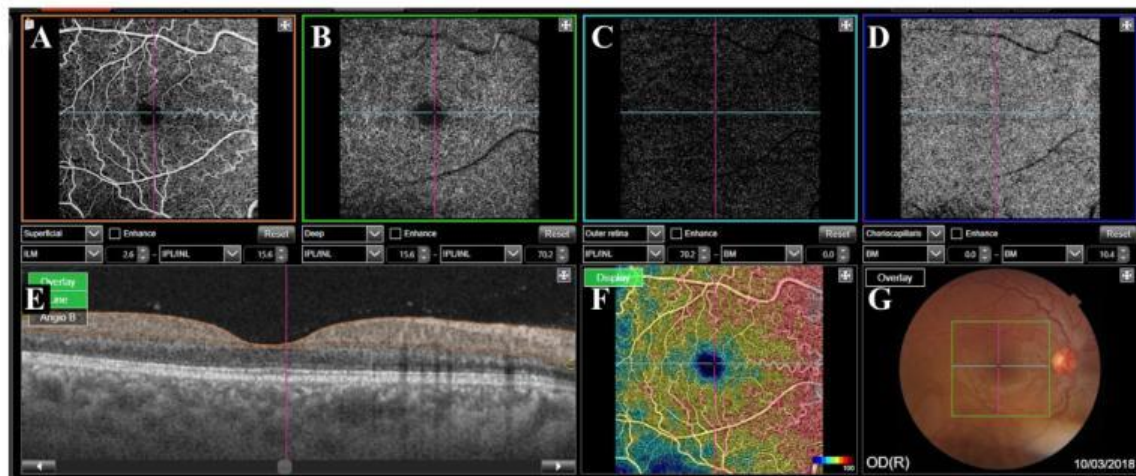 A
B
C
D
Superficial Enhance Reset
ILM 2.6 – IPL/INL 15.6
Deep Enhance Reset
IPL/INL 15.6 – IPL/INL 70.2
Outer retina Enhance Reset
IPL/INL 70.2 – BM 0.0
Choriocapillaris Enhance Reset
BM 0.0 – BM 10.4
Overlay
E
Line
Angio B
Display
F
100
Overlay
G
OD(R) 10/03/2018